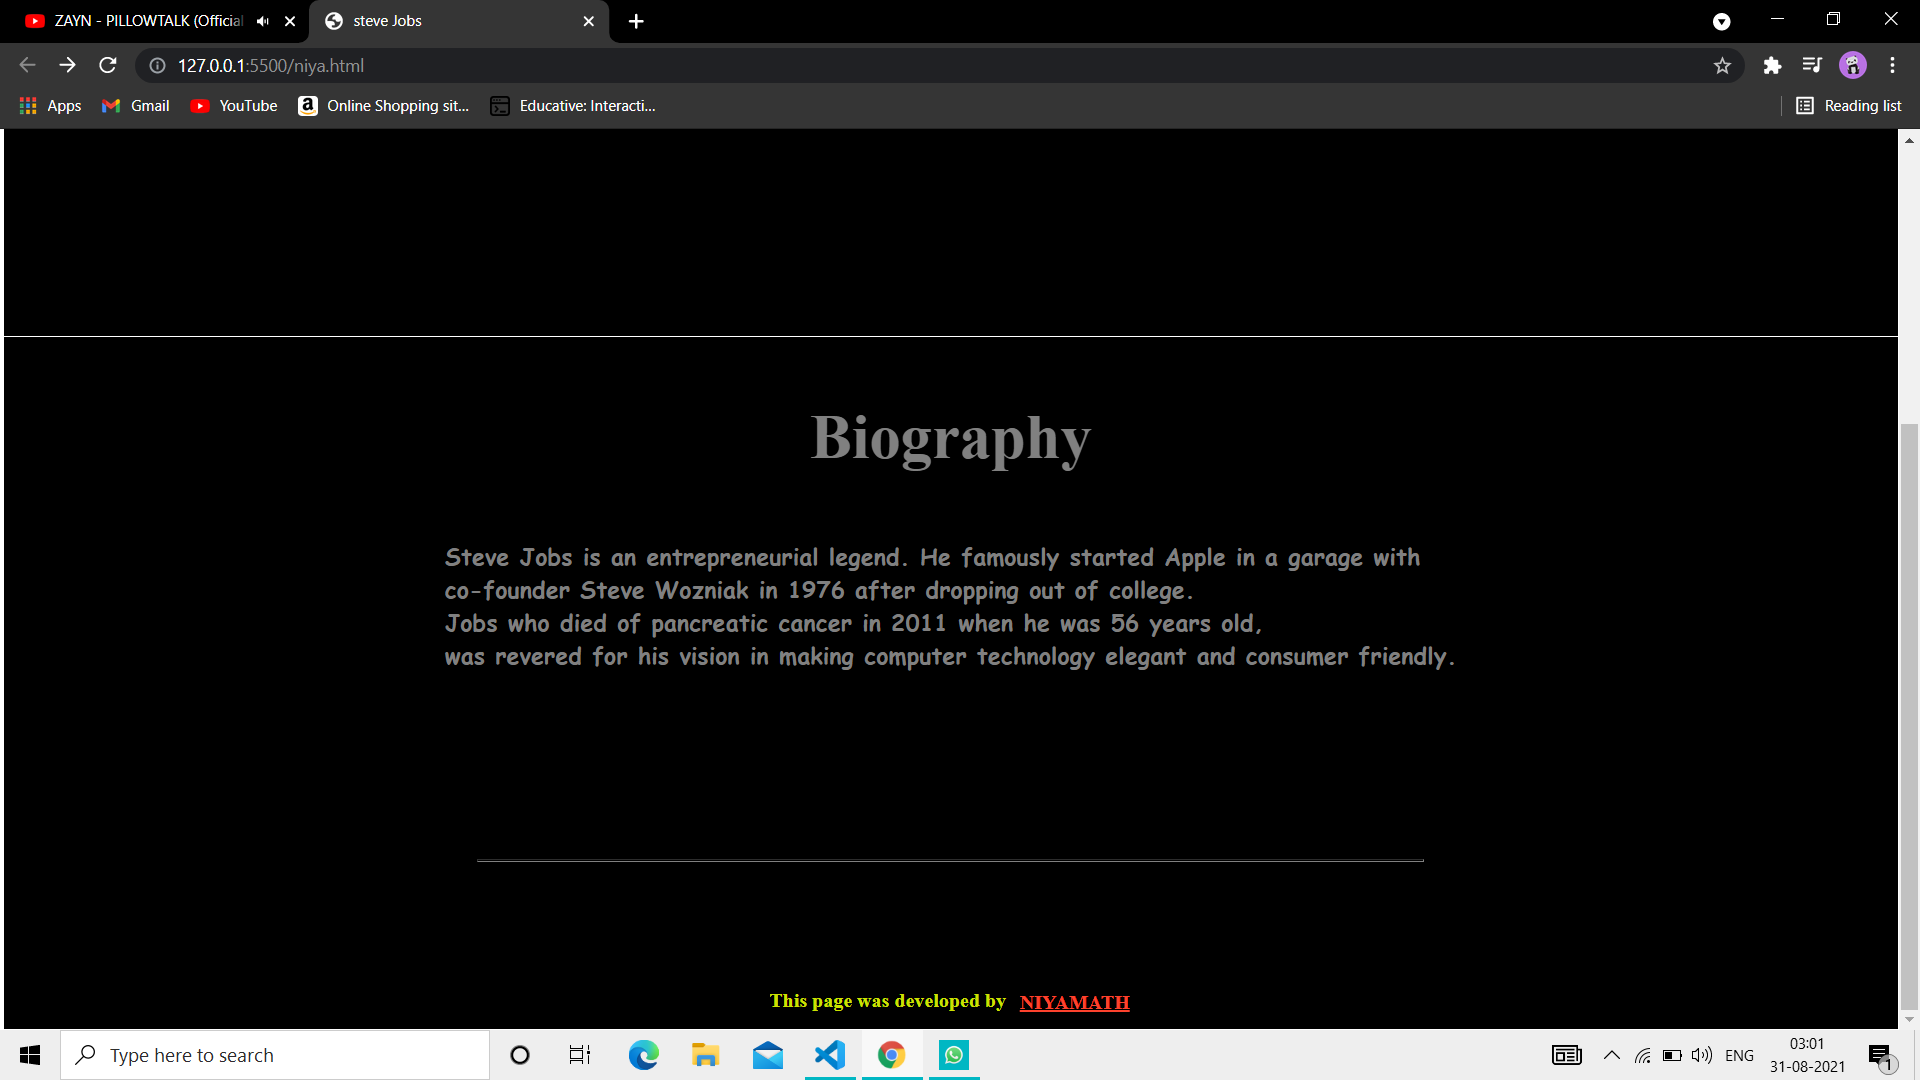 ZAYN - PILLOWTALK (Official
steve Jobs
127.0.0.1:5500/niya.html
Apps
Gmail
YouTube
Online Shopping sit...
Educative: Interacti...
Reading list
Biography
Steve Jobs is an entrepreneurial legend. He famously started Apple in a garage with
co-founder Steve Wozniak in 1976 after dropping out of college.
Jobs who died of pancreatic cancer in 2011 when he was 56 years old,
was revered for his vision in making computer technology elegant and consumer friendly.
This page was developed by NIYAMATH
Type here to search
ENG
03:01
31-08-2021
1